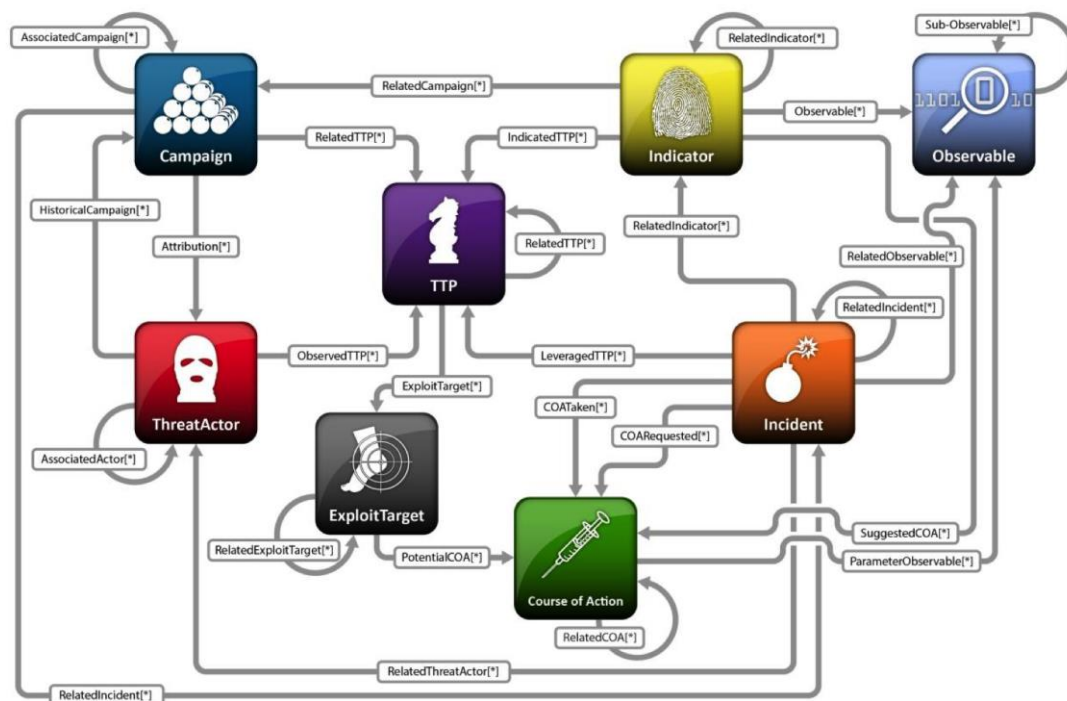 AssociatedCampaign[*]
RelatedIndicator[*]
Sub-Observable[*]
RelatedCampaign[*]
1101 0 10
Observable[*]
Campaign
RelatedTTP[*]
IndicatedTTP[*]
Indicator
Observable
HistoricalCampaign[*]
RelatedIndicator[*]
Attribution[*]
RelatedTTP[*]
RelatedObservable[*]
TTP
RelatedIncident[*]
ObservedTTP[*]
LeveragedTTP[*]
ExploitTarget[*]
COATaken[*]
ThreatActor
Incident
COARequested[*]
AssociatedActor[*]
ExploitTarget
SuggestedCOA[*]
RelatedExploitTarget[*]
PotentialCOA[*]
ParameterObservable[*]
Course of Action
RelatedCOA[*]
RelatedThreatActor[*]
RelatedIncident[*]